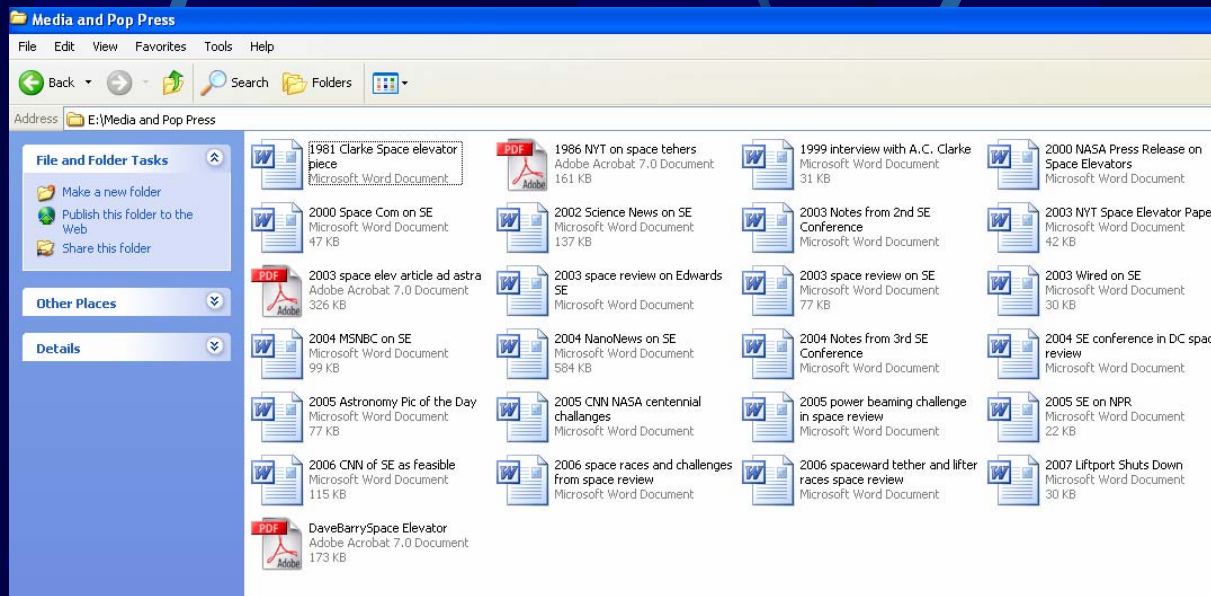 Media and Pop Press
File Edit View Favorites Tools Help
Back Search Folders
Address E:\Media and Pop Press
File and Folder Tasks
Make a new folder
Publish this folder to the
Web
Share this folder
Other Places
Details
1981 Clarke Space elevator
piece
Microsoft Word Document
1986 NYT on space tehers
Adobe Acrobat 7.0 Document
161 KB
1999 interview with A.C. Clarke
Microsoft Word Document
31 KB
2000 NASA Press Release on
Space Elevators
Microsoft Word Document
2000 Space Com on SE
Microsoft Word Document
47 KB
2002 Science News on SE
Microsoft Word Document
137 KB
2003 Notes from 2nd SE
Conference
Microsoft Word Document
2003 NYT Space Elevator Pape
Microsoft Word Document
42 KB
2003 space elev article ad astra
Adobe Acrobat 7.0 Document
326 KB
2003 space review on Edwards
SE
Microsoft Word Document
2003 space review on SE
Microsoft Word Document
77 KB
2003 Wired on SE
Microsoft Word Document
30 KB
2004 MSNBC on SE
Microsoft Word Document
99 KB
2004 NanoNews on SE
Microsoft Word Document
584 KB
2004 Notes from 3rd SE
Conference
Microsoft Word Document
2004 SE conference in DC spac
review
Microsoft Word Document
2005 Astronomy Pic of the Day
Microsoft Word Document
77 KB
2005 CNN NASA centennial
challanges
Microsoft Word Document
2005 power beaming challenge
in space review
Microsoft Word Document
2005 SE on NPR
Microsoft Word Document
22 KB
2006 CNN of SE as feasible
Microsoft Word Document
115 KB
2006 space races and challenges
from space review
Microsoft Word Document
2006 spaceward tether and lifter
races space review
Microsoft Word Document
2007 Liftport Shuts Down
Microsoft Word Document
30 KB
DaveBarrySpace Elevator
Adobe Acrobat 7.0 Document
173 KB